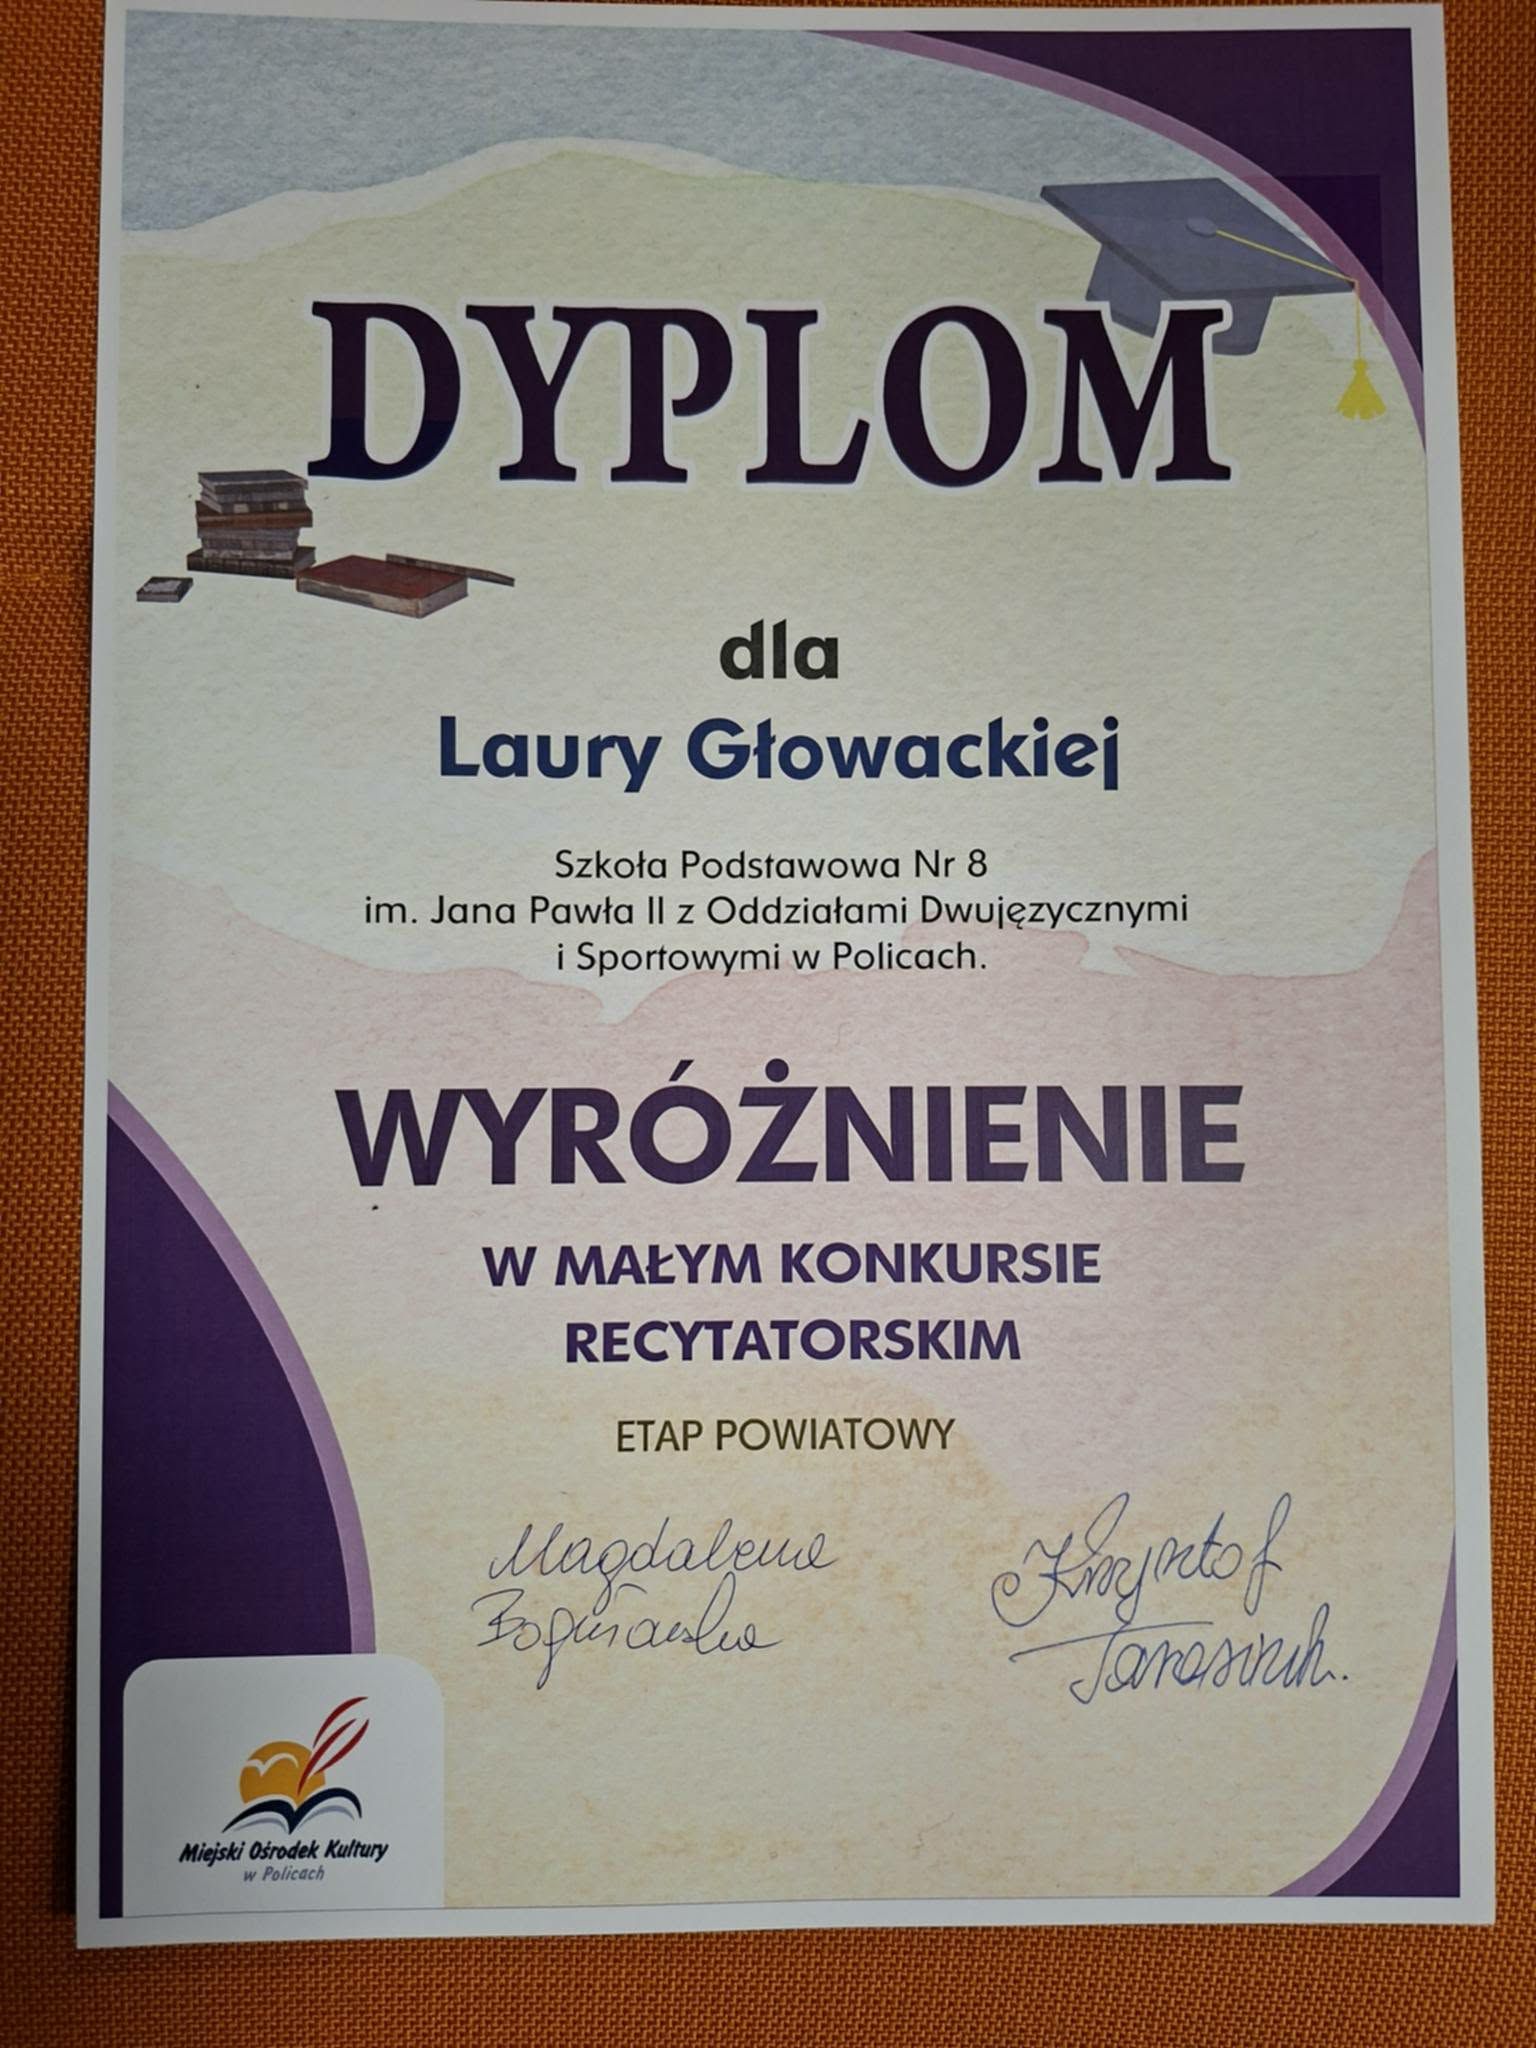 DYPLOM
dla
Laury Głowackiej
Szkoła Podstawowa Nr 8
im. Jana Pawła II z Oddziałami Dwujęzycznymi
i Sportowymi w Policach.
WYRÓŻNIENIE
W MAŁYM KONKURSIE
RECYTATORSKIM
ETAP POWIATOWY
Magdalena
Krzysztof
Miejski Ośrodek Kultury
w Policach